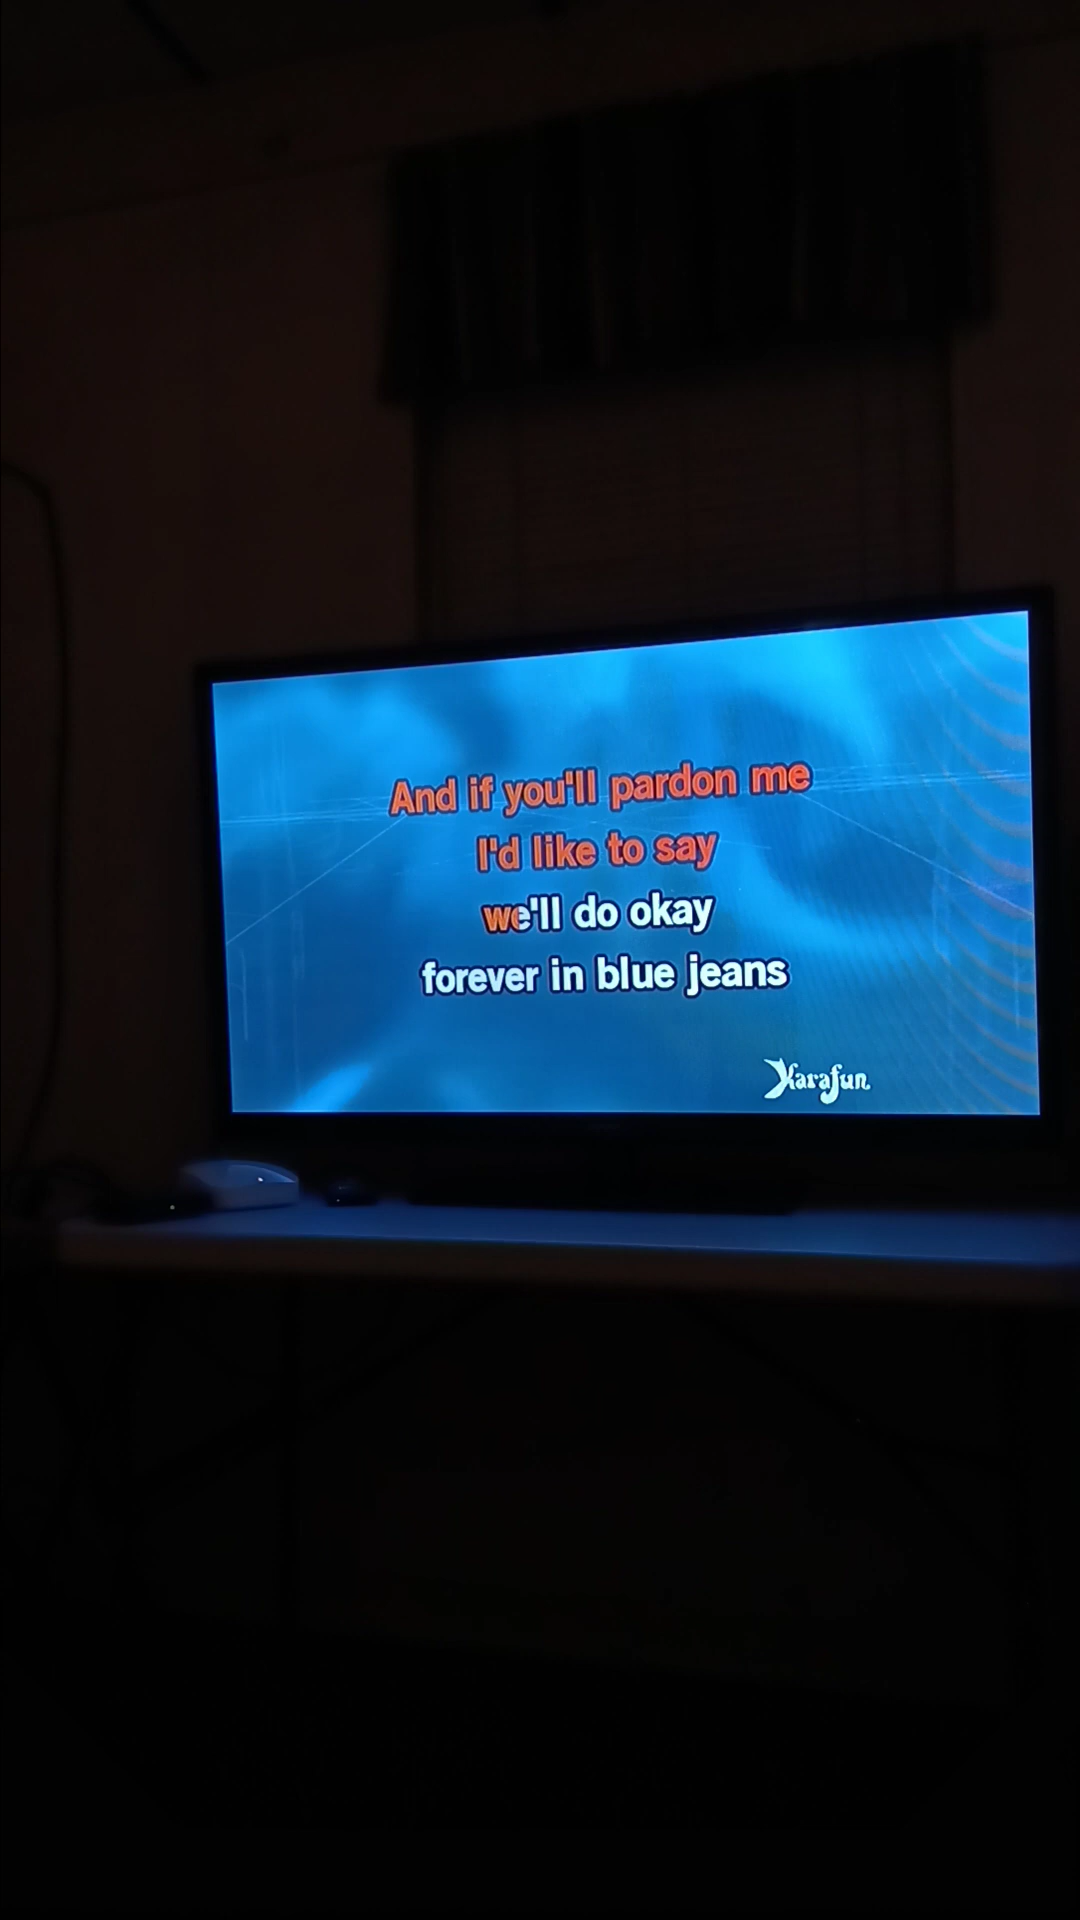 And if you'll pardon me
I'd like to say
we'll do okay
forever in blue jeans
Karafun